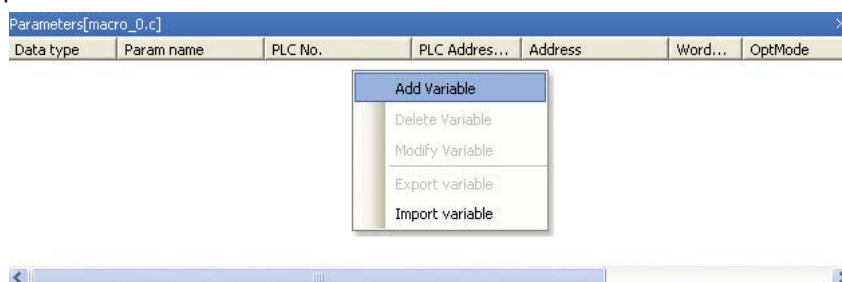 Parameters[macro_0.c]
Data type Param name PLC No. PLC Addres... Address Word... OptMode
Add Variable
Delete Variable
Modify Variable
Export variable
Import variable